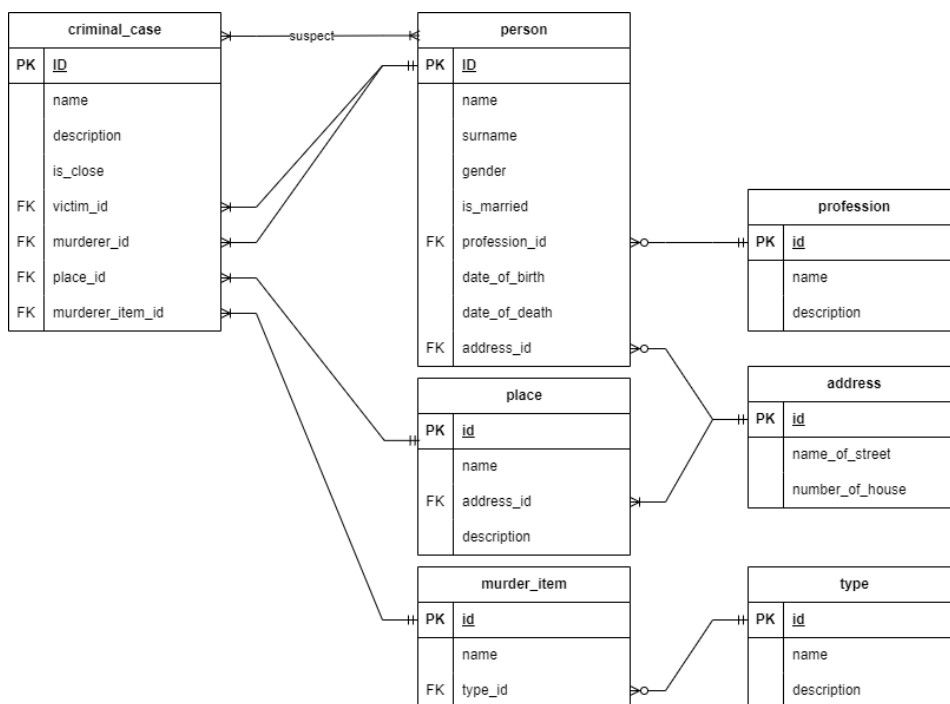 criminal_case
PK ID
name
description
is_close
FK victim_id
FK murderer_id
FK place_id
FK murderer_item_id
suspect
person
PK ID
name
surname
gender
is_married
FK profession_id
date_of_birth
date_of_death
FK address_id
profession
PK id
name
description
place
PK id
name
FK address_id
description
address
PK id
name_of_street
number_of_house
murder_item
PK id
name
FK type_id
type
PK id
name
description